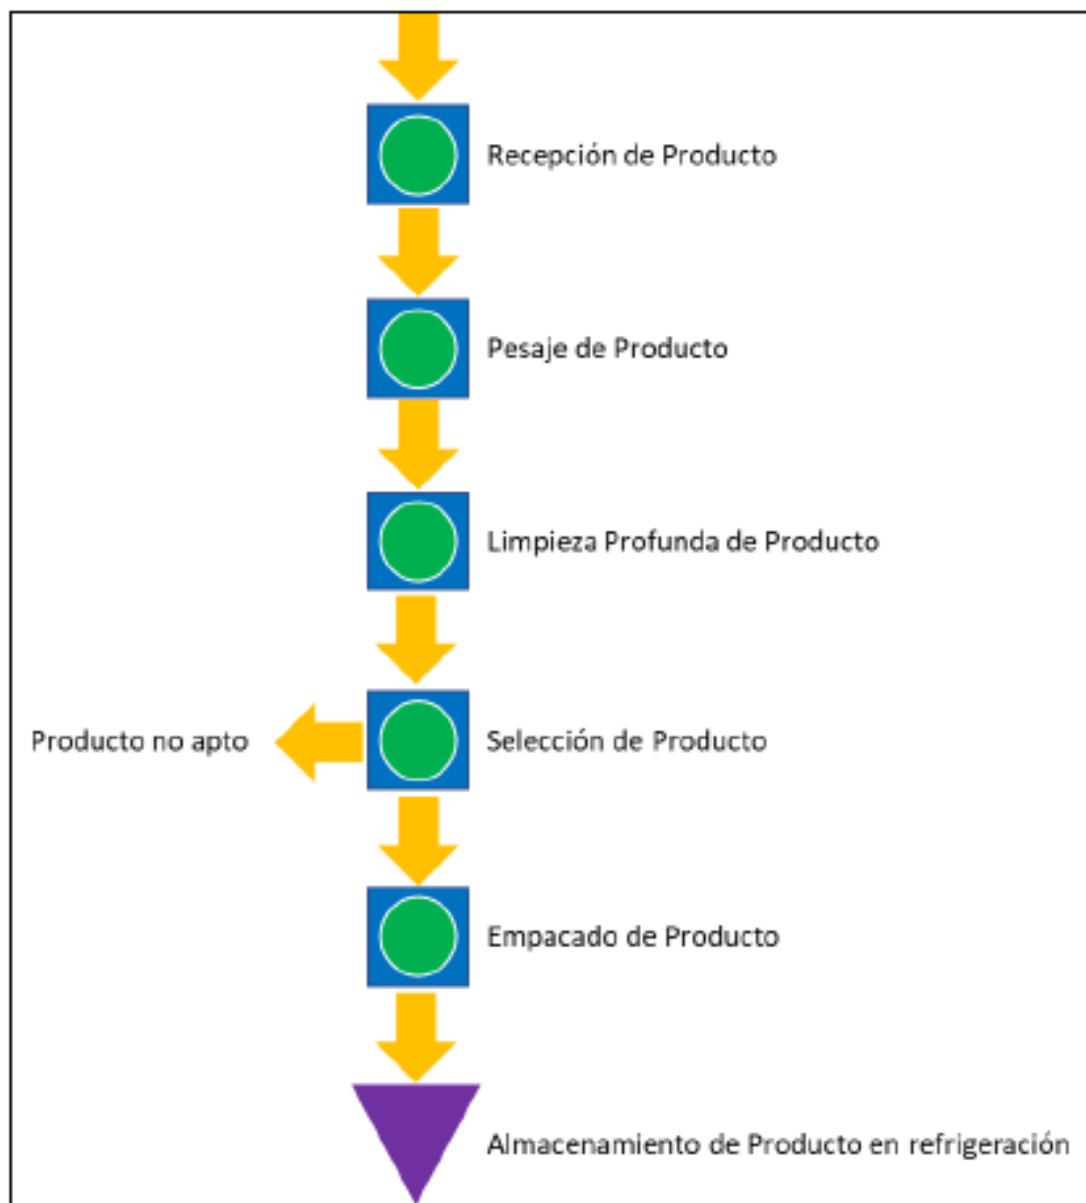 Recepción de Producto
Pesaje de Producto
Limpieza Profunda de Producto
Producto no apto
Selección de Producto
Empacado de Producto
Almacenamiento de Producto en refrigeración